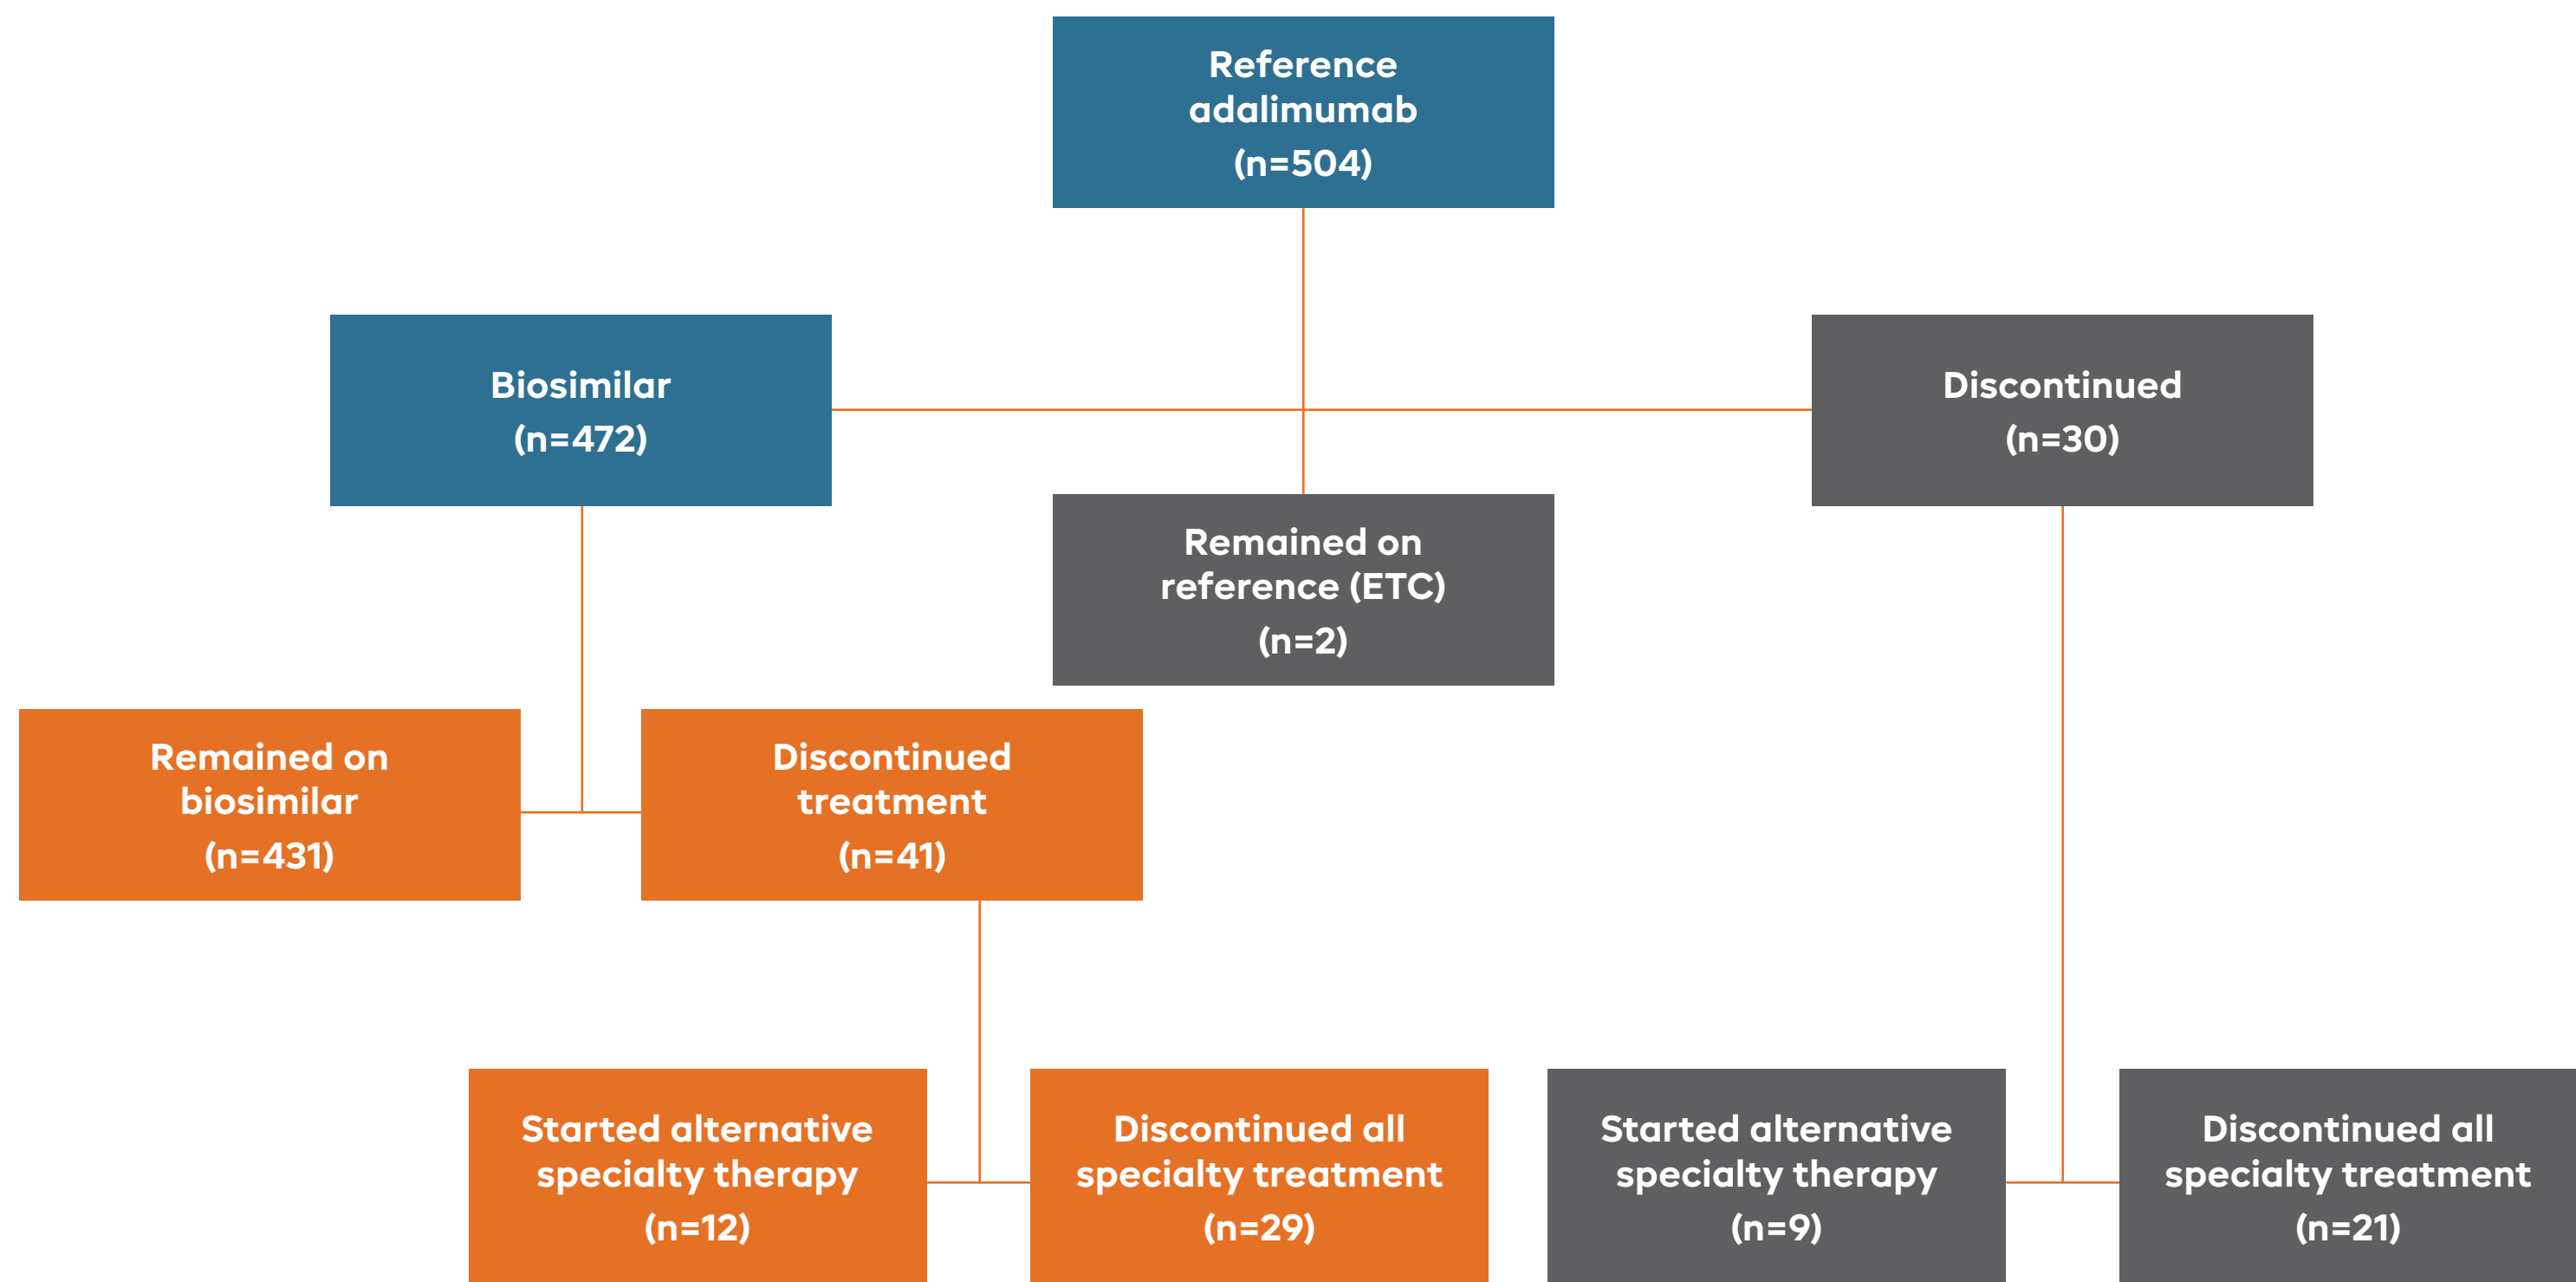 Reference
adalimumab
(n=504)
Biosimilar
(n=472)
Discontinued
(n=30)
Remained on
reference (ETC)
(n=2)
Remained on
biosimilar
(n=431)
Discontinued
treatment
(n=41)
Started alternative
specialty therapy
(n=12)
Discontinued all
specialty treatment
(n=29)
Started alternative
specialty therapy
(n=9)
Discontinued all
specialty treatment
(n=21)